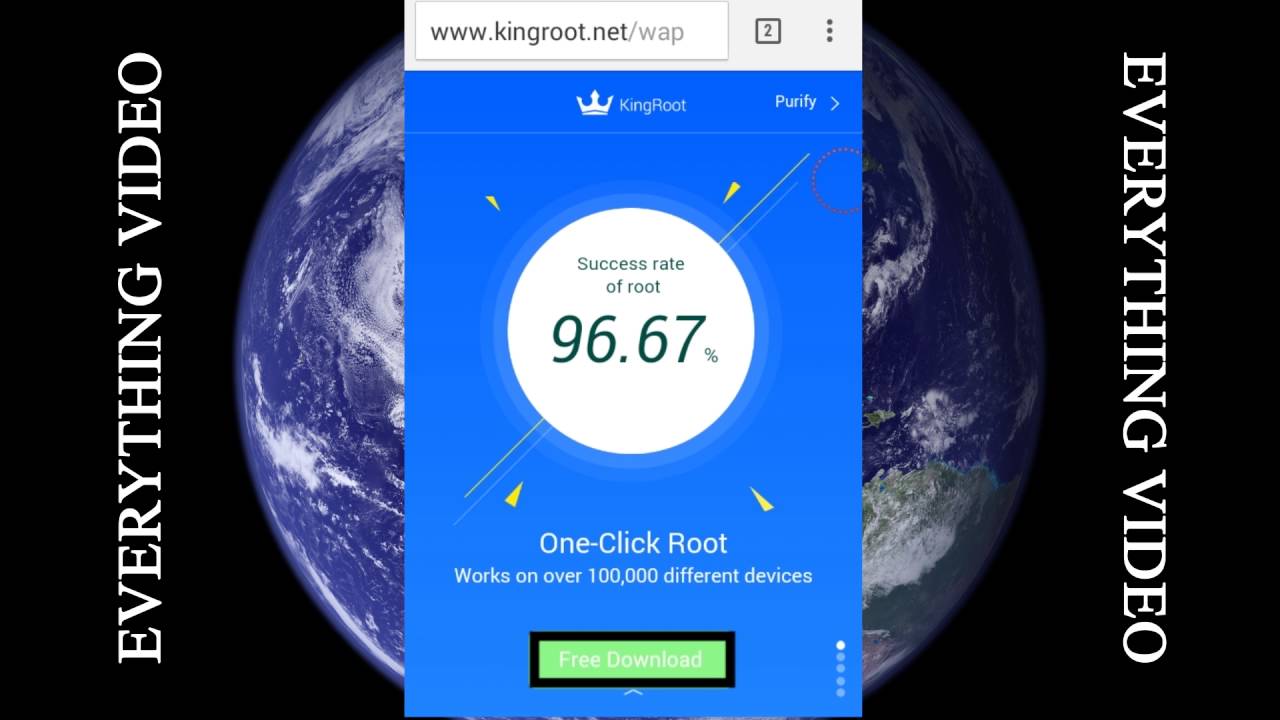 EVERYTHING VIDEO
www.kingroot.net/wap
2
KingRoot
Purify
Success rate
of root
96.67%
One-Click Root
Works on over 100,000 different devices
Free Download
EVERYTHING VIDEO